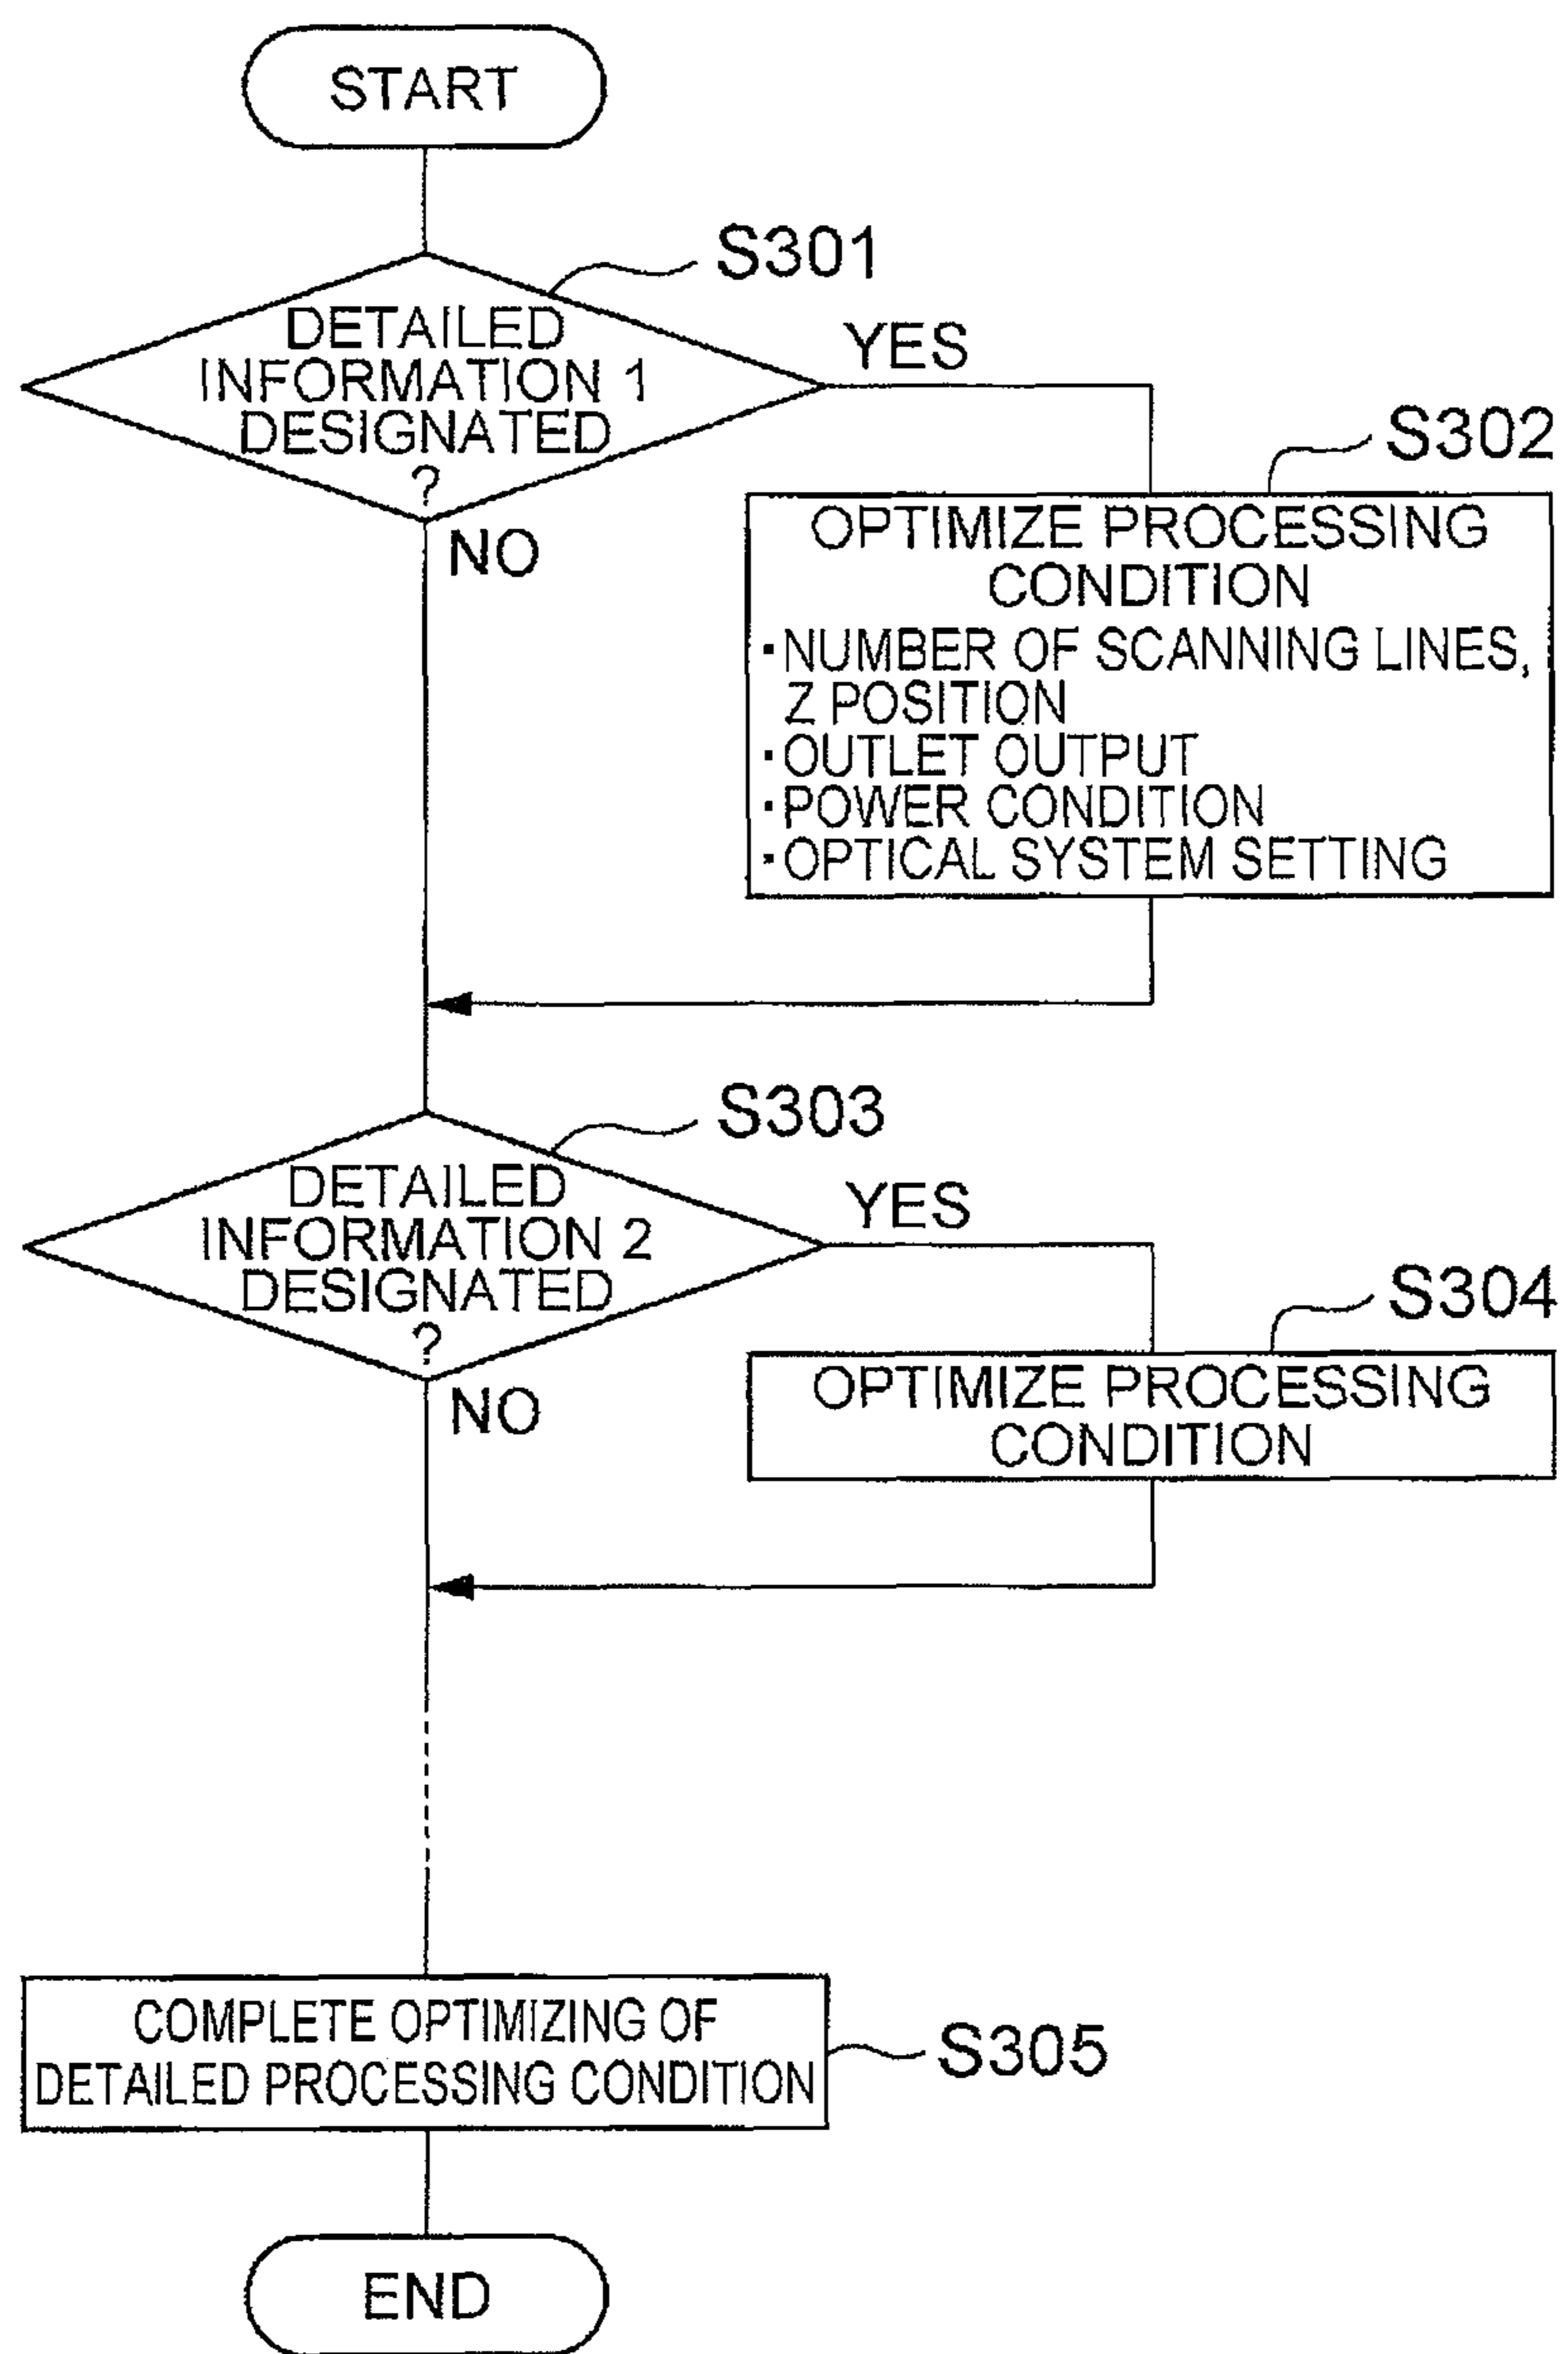 START
S301
DETAILED
INFORMATION 1
DESIGNATED
?
YES
NO
S302
OPTIMIZE PROCESSING
CONDITION
・NUMBER OF SCANNING LINES,
Z POSITION
・OUTLET OUTPUT
・POWER CONDITION
・OPTICAL SYSTEM SETTING
S303
DETAILED
INFORMATION 2
DESIGNATED
?
YES
NO
S304
OPTIMIZE PROCESSING
CONDITION
COMPLETE OPTIMIZING OF
DETAILED PROCESSING CONDITION
S305
END